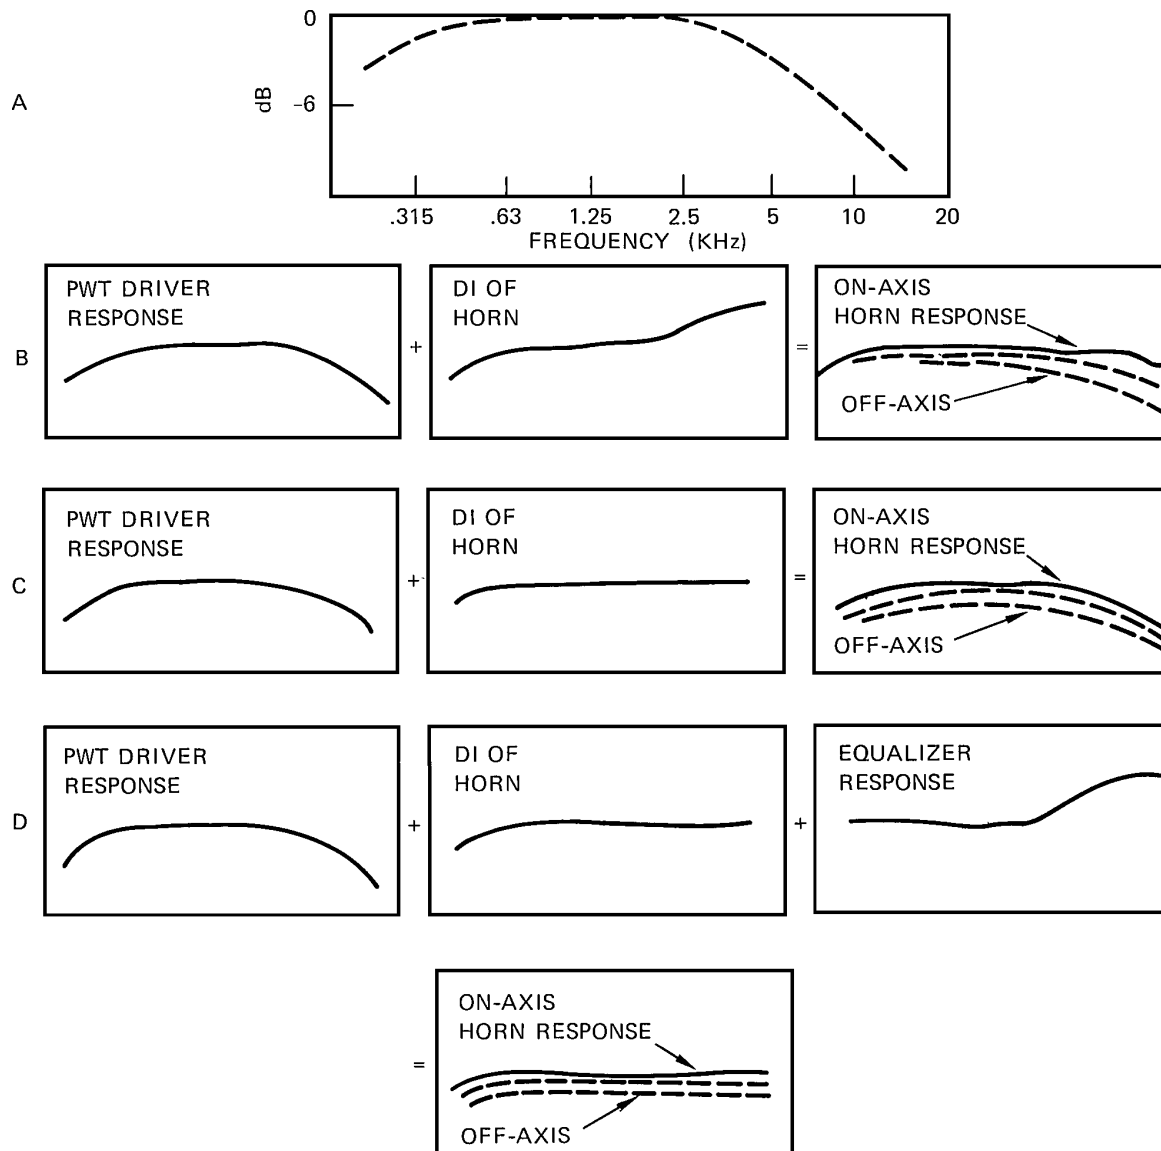 A
0
dB
-6
.315 .63 1.25 2.5 5 10 20
FREQUENCY (KHz)
B
PWT DRIVER
RESPONSE
+
DI OF
HORN
=
ON-AXIS
HORN RESPONSE
OFF-AXIS
C
PWT DRIVER
RESPONSE
+
DI OF
HORN
=
ON-AXIS
HORN RESPONSE
OFF-AXIS
D
PWT DRIVER
RESPONSE
+
DI OF
HORN
+
EQUALIZER
RESPONSE
=
ON-AXIS
HORN RESPONSE
OFF-AXIS